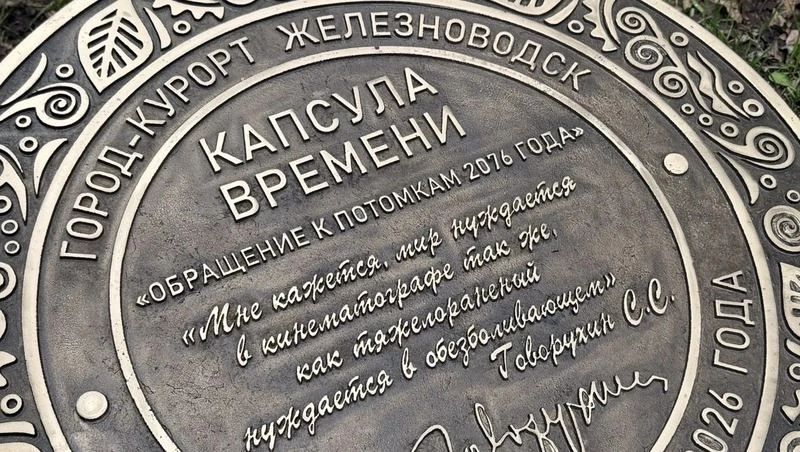 ГОРОД-КУРОРТ ЖЕЛЕЗНОВОДСК
КАПСУЛА
ВРЕМЕНИ
«ОБРАЩЕНИЕ К ПОТОМКАМ 2076 ГОДА»
«Мне кажется, мир нуждается
в кинематографе так же,
как тяжелораненый
нуждается в обезболивающем»
Говорухин С.С.
2026 ГОДА